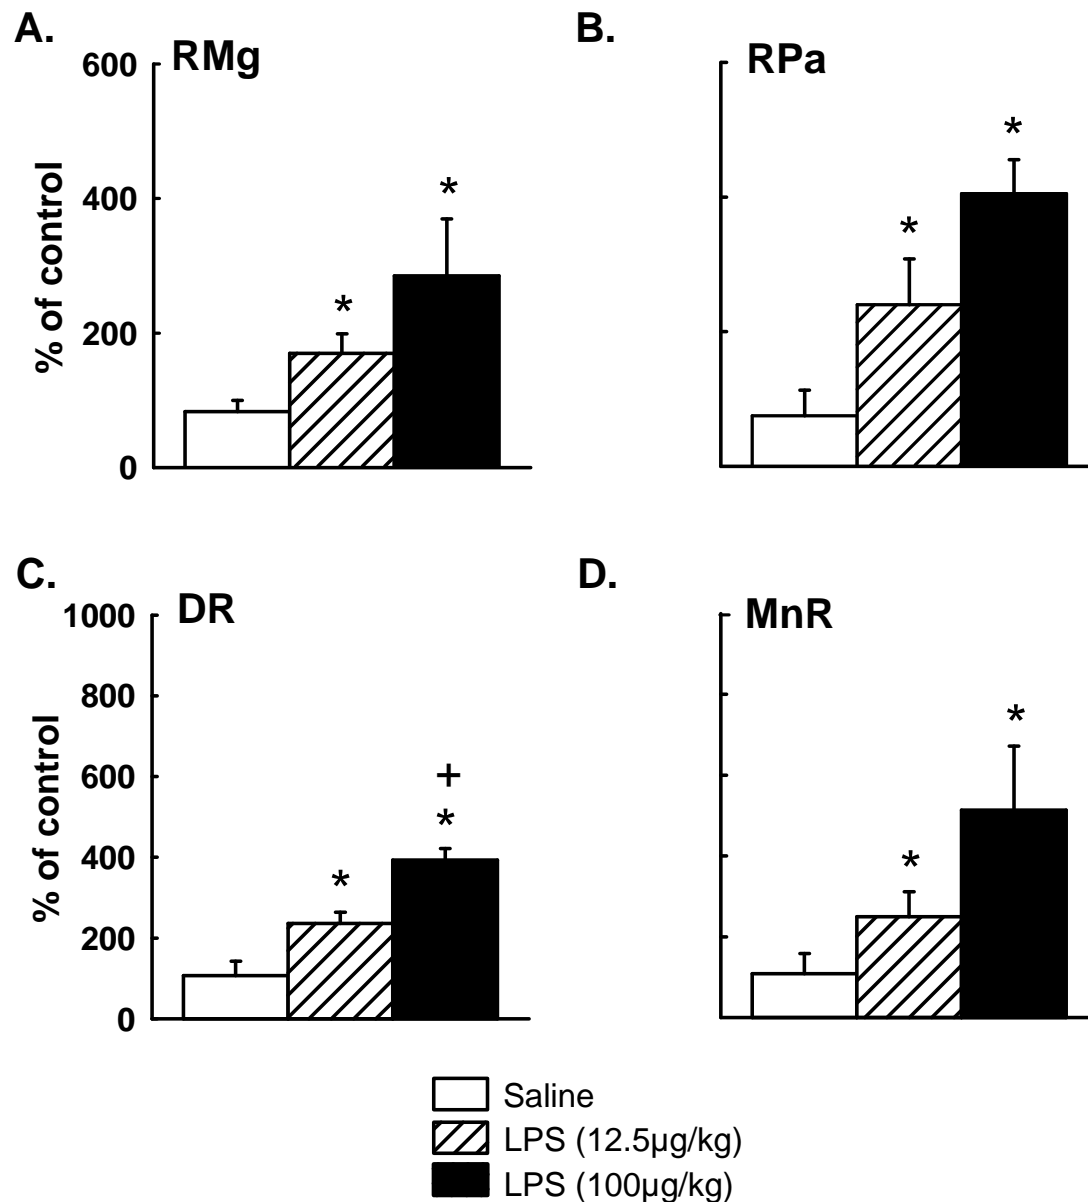 A.
RMg
600
400
200
0
% of control
*
*
B.
RPa
*
*
C.
DR
1000
800
600
400
200
0
% of control
*
+
*
D.
MnR
*
*
Saline
LPS (12.5µg/kg)
LPS (100µg/kg)